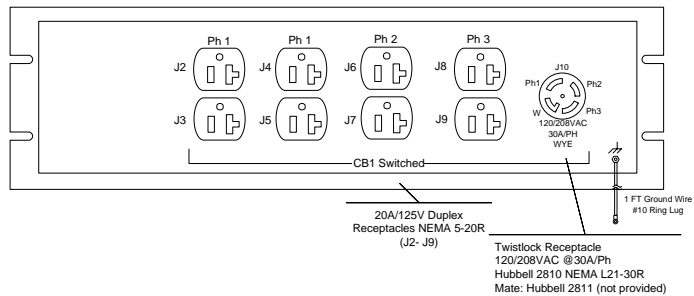 Ph 1
Ph 1
Ph 2
Ph 3
J2
J4
J6
J8
J10
Ph1
Ph2
J3
J5
J7
J9
W
Ph3
120/208VAC
30A/PH
WYE
CB1 Switched
1 FT Ground Wire
#10 Ring Lug
20A/125V Duplex
Receptacles NEMA 5-20R
(J2- J9)
Twistlock Receptacle
120/208VAC @30A/Ph
Hubbell 2810 NEMA L21-30R
Mate: Hubbell 2811 (not provided)